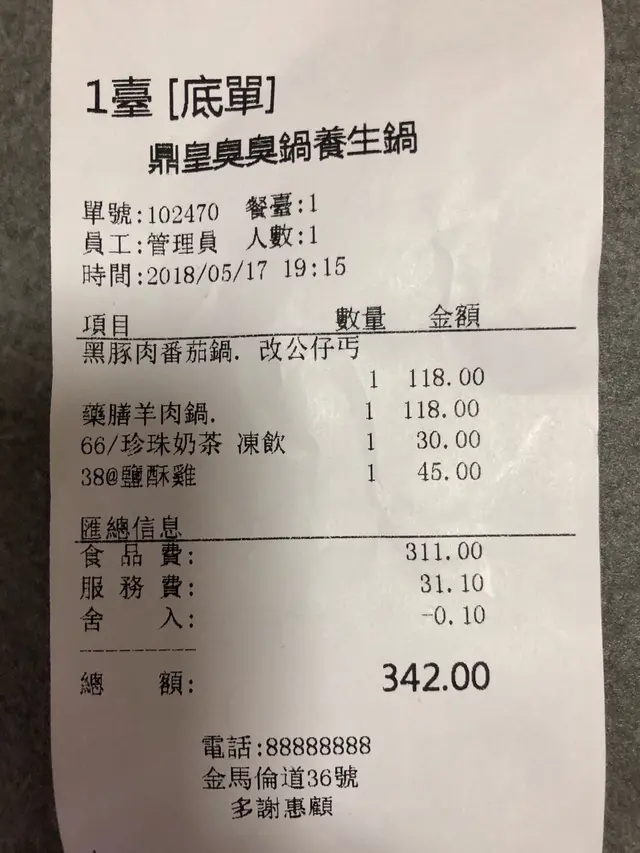 1臺 [底單]
鼎皇臭臭鍋養生鍋
單號:102470 餐臺:1
員工:管理員 人數:1
時間:2018/05/17 19:15
項目 數量 金額
黑豚肉番茄鍋. 改公仔丐
1 118.00
藥膳羊肉鍋. 1 118.00
66/珍珠奶茶 凍飲 1 30.00
38@鹽酥雞 1 45.00
匯總信息
食 品 費: 311.00
服 務 費: 31.10
舍 入: -0.10
總 額: 342.00
電話:88888888
金馬倫道36號
多謝惠顧